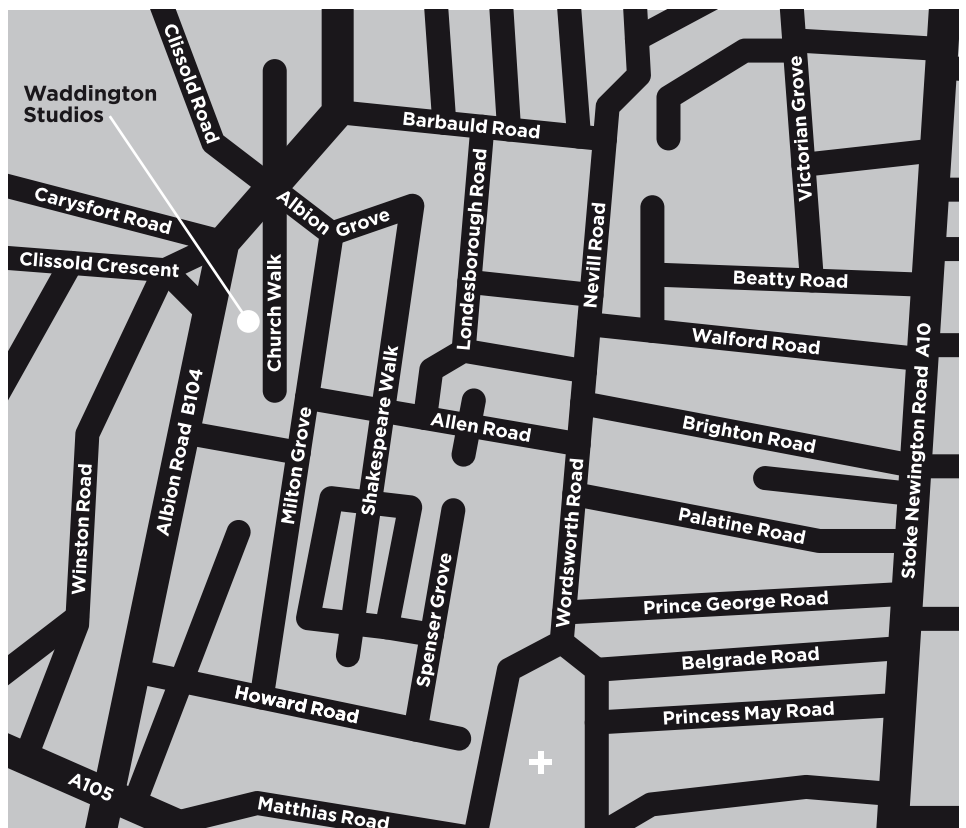 Clissold Road
Waddington
Studios
Barbauld Road
Victorian Grove
Carysfort Road
Albion Grove
Londesborough Road
Nevill Road
Clissold Crescent
Church Walk
Beatty Road
Walford Road
Stoke Newington Road A10
Shakespeare Walk
Albion Road B104
Milton Grove
Allen Road
Brighton Road
Winston Road
Wordsworth Road
Palatine Road
Spenser Grove
Prince George Road
Belgrade Road
Howard Road
Princess May Road
A105
Matthias Road